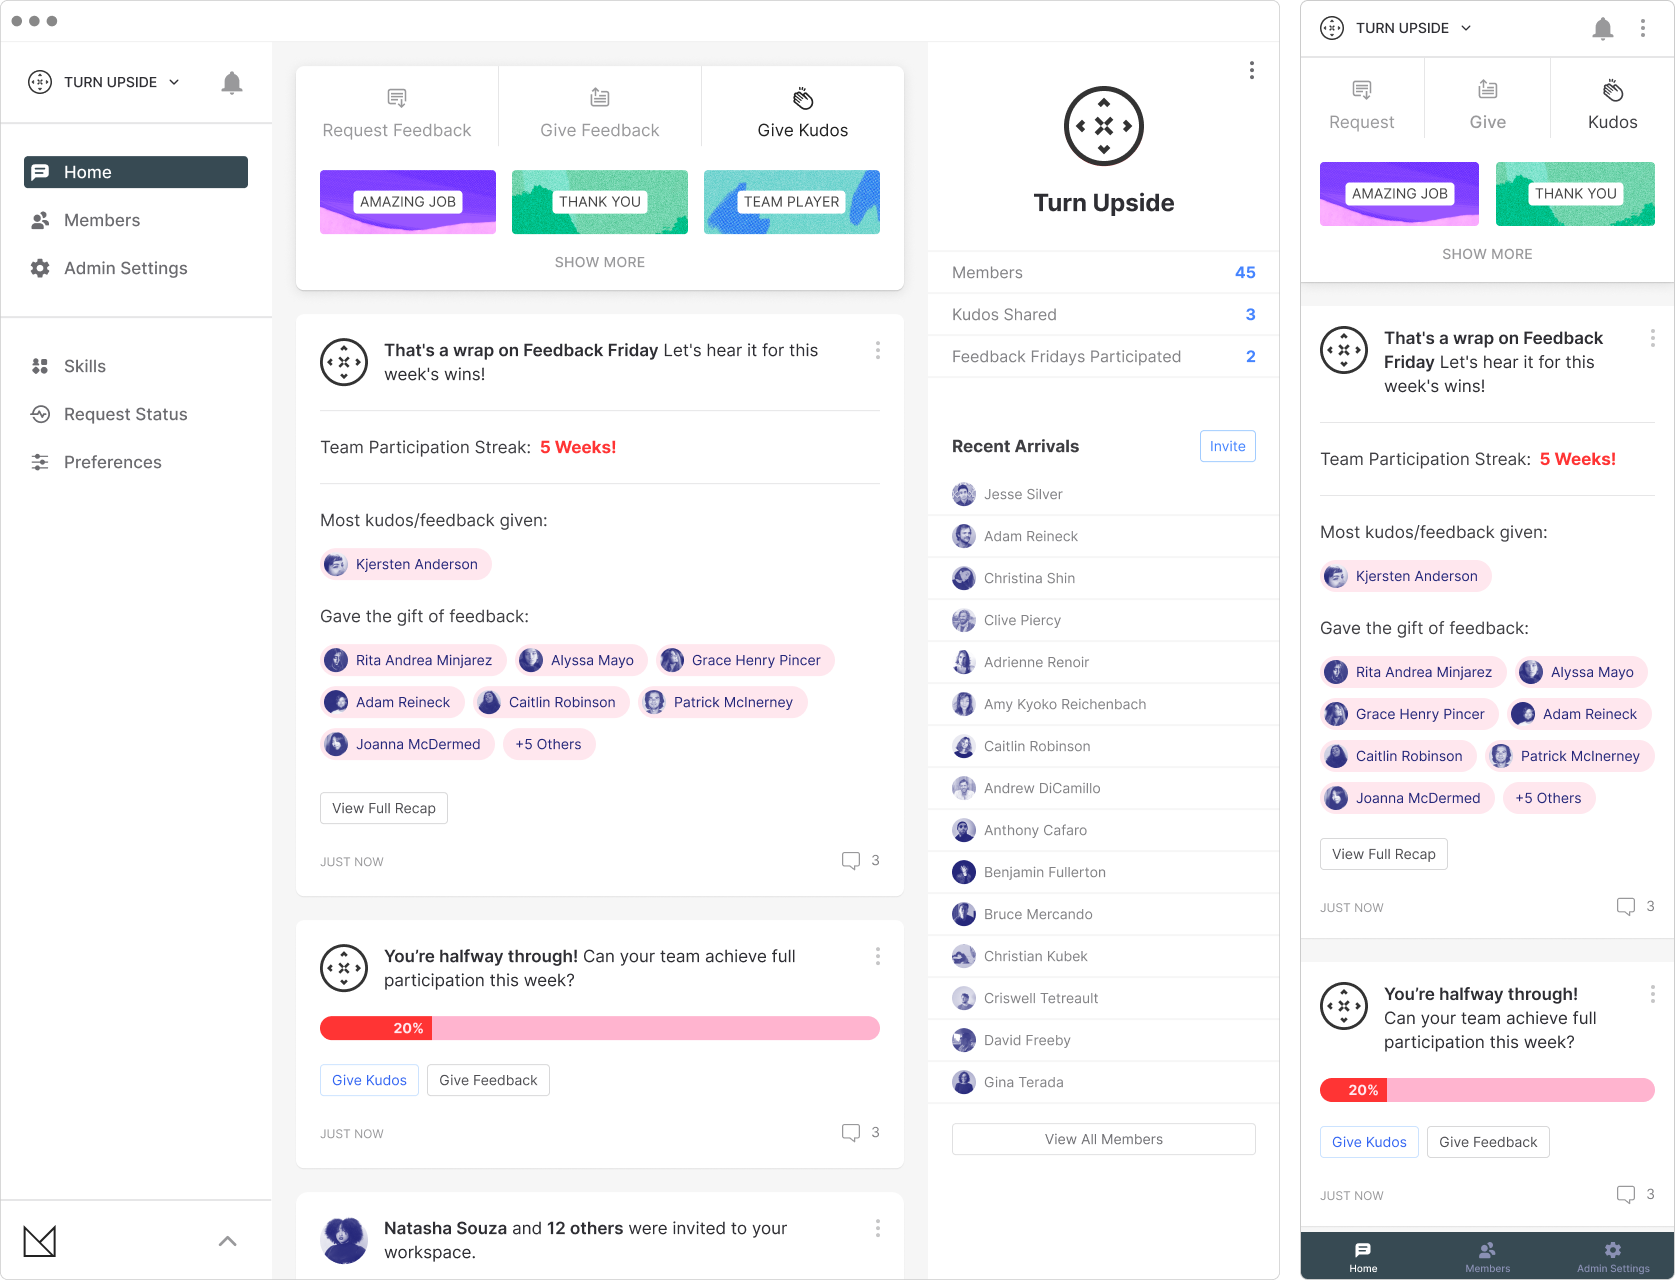 TURN UPSIDE
Home
Members
Admin Settings
Skills
Request Status
Preferences
Request Feedback
Give Feedback
Give Kudos
AMAZING JOB
THANK YOU
TEAM PLAYER
SHOW MORE
That's a wrap on Feedback Friday Let's hear it for this
week's wins!
Team Participation Streak: 5 Weeks!
Most kudos/feedback given:
Kjersten Anderson
Gave the gift of feedback:
Rita Andrea Minjarez Alyssa Mayo Grace Henry Pincer
Adam Reineck Caitlin Robinson Patrick McInerney
Joanna McDermed +5 Others
View Full Recap
JUST NOW 3
You’re halfway through! Can your team achieve full
participation this week?
20%
Give Kudos Give Feedback
JUST NOW 3
Natasha Souza and 12 others were invited to your
workspace.
Turn Upside
Members 45
Kudos Shared 3
Feedback Fridays Participated 2
Recent Arrivals Invite
Jesse Silver
Adam Reineck
Christina Shin
Clive Piercy
Adrienne Renoir
Amy Kyoko Reichenbach
Caitlin Robinson
Andrew DiCamillo
Anthony Cafaro
Benjamin Fullerton
Bruce Mercando
Christian Kubek
Criswell Tetreault
David Freeby
Gina Terada
View All Members
TURN UPSIDE
Request
Give
Kudos
AMAZING JOB
THANK YOU
SHOW MORE
That's a wrap on Feedback
Friday Let's hear it for this
week's wins!
Team Participation Streak: 5 Weeks!
Most kudos/feedback given:
Kjersten Anderson
Gave the gift of feedback:
Rita Andrea Minjarez Alyssa Mayo
Grace Henry Pincer Adam Reineck
Caitlin Robinson Patrick McInerney
Joanna McDermed +5 Others
View Full Recap
JUST NOW 3
You’re halfway through!
Can your team achieve full
participation this week?
20%
Give Kudos Give Feedback
JUST NOW 3
Home Members Admin Settings